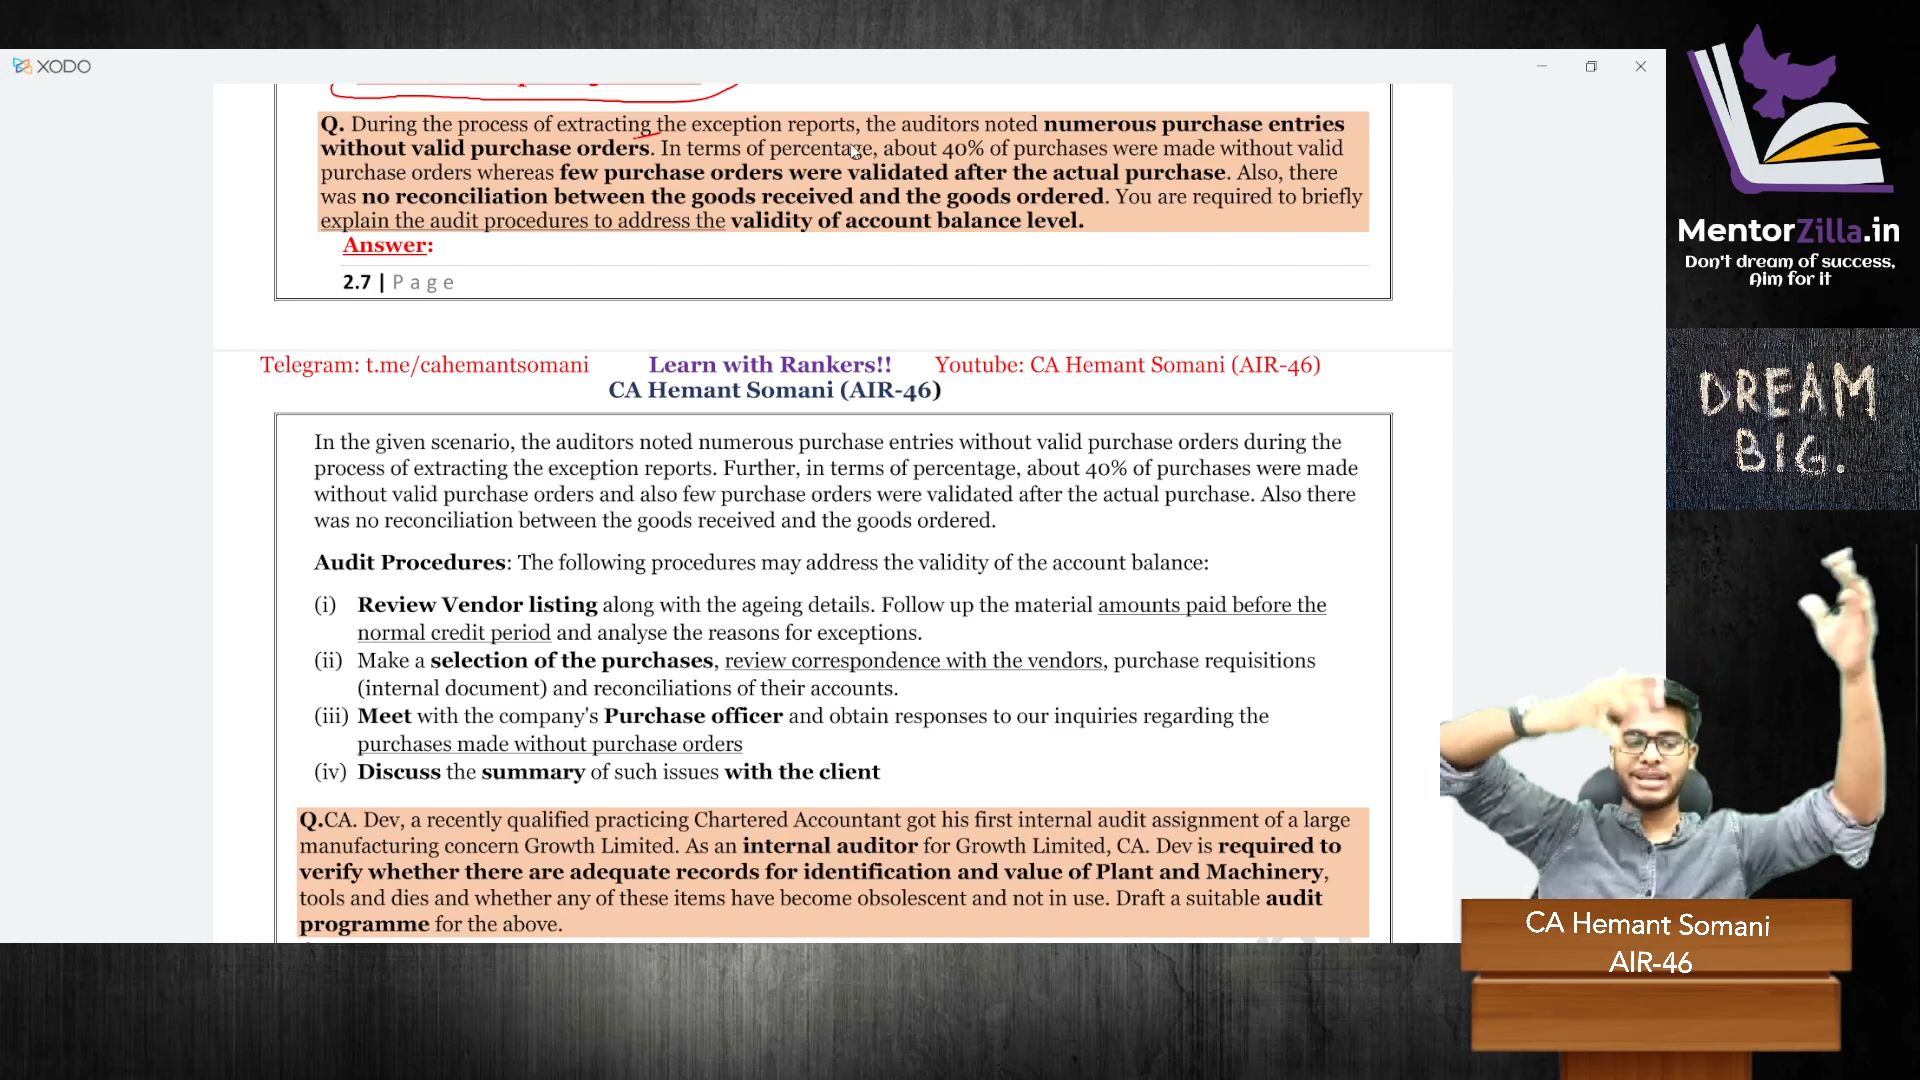 XODO
Q. During the process of extracting the exception reports, the auditors noted numerous purchase entries
without valid purchase orders. In terms of percentage, about 40% of purchases were made without valid
purchase orders whereas few purchase orders were validated after the actual purchase. Also, there
was no reconciliation between the goods received and the goods ordered. You are required to briefly
explain the audit procedures to address the validity of account balance level.
Answer:
2.7 | Page
Telegram: t.me/cahemantsomani Learn with Rankers!! Youtube: CA Hemant Somani (AIR-46)
CA Hemant Somani (AIR-46)
In the given scenario, the auditors noted numerous purchase entries without valid purchase orders during the
process of extracting the exception reports. Further, in terms of percentage, about 40% of purchases were made
without valid purchase orders and also few purchase orders were validated after the actual purchase. Also there
was no reconciliation between the goods received and the goods ordered.
Audit Procedures: The following procedures may address the validity of the account balance:
(i) Review Vendor listing along with the ageing details. Follow up the material amounts paid before the
normal credit period and analyse the reasons for exceptions.
(ii) Make a selection of the purchases, review correspondence with the vendors, purchase requisitions
(internal document) and reconciliations of their accounts.
(iii) Meet with the company's Purchase officer and obtain responses to our inquiries regarding the
purchases made without purchase orders
(iv) Discuss the summary of such issues with the client
Q.CA. Dev, a recently qualified practicing Chartered Accountant got his first internal audit assignment of a large
manufacturing concern Growth Limited. As an internal auditor for Growth Limited, CA. Dev is required to
verify whether there are adequate records for identification and value of Plant and Machinery,
tools and dies and whether any of these items have become obsolescent and not in use. Draft a suitable audit
programme for the above.
MentorZilla.in
Don't dream of success,
Aim for it
DREAM
BIG.
CA Hemant Somani
AIR-46